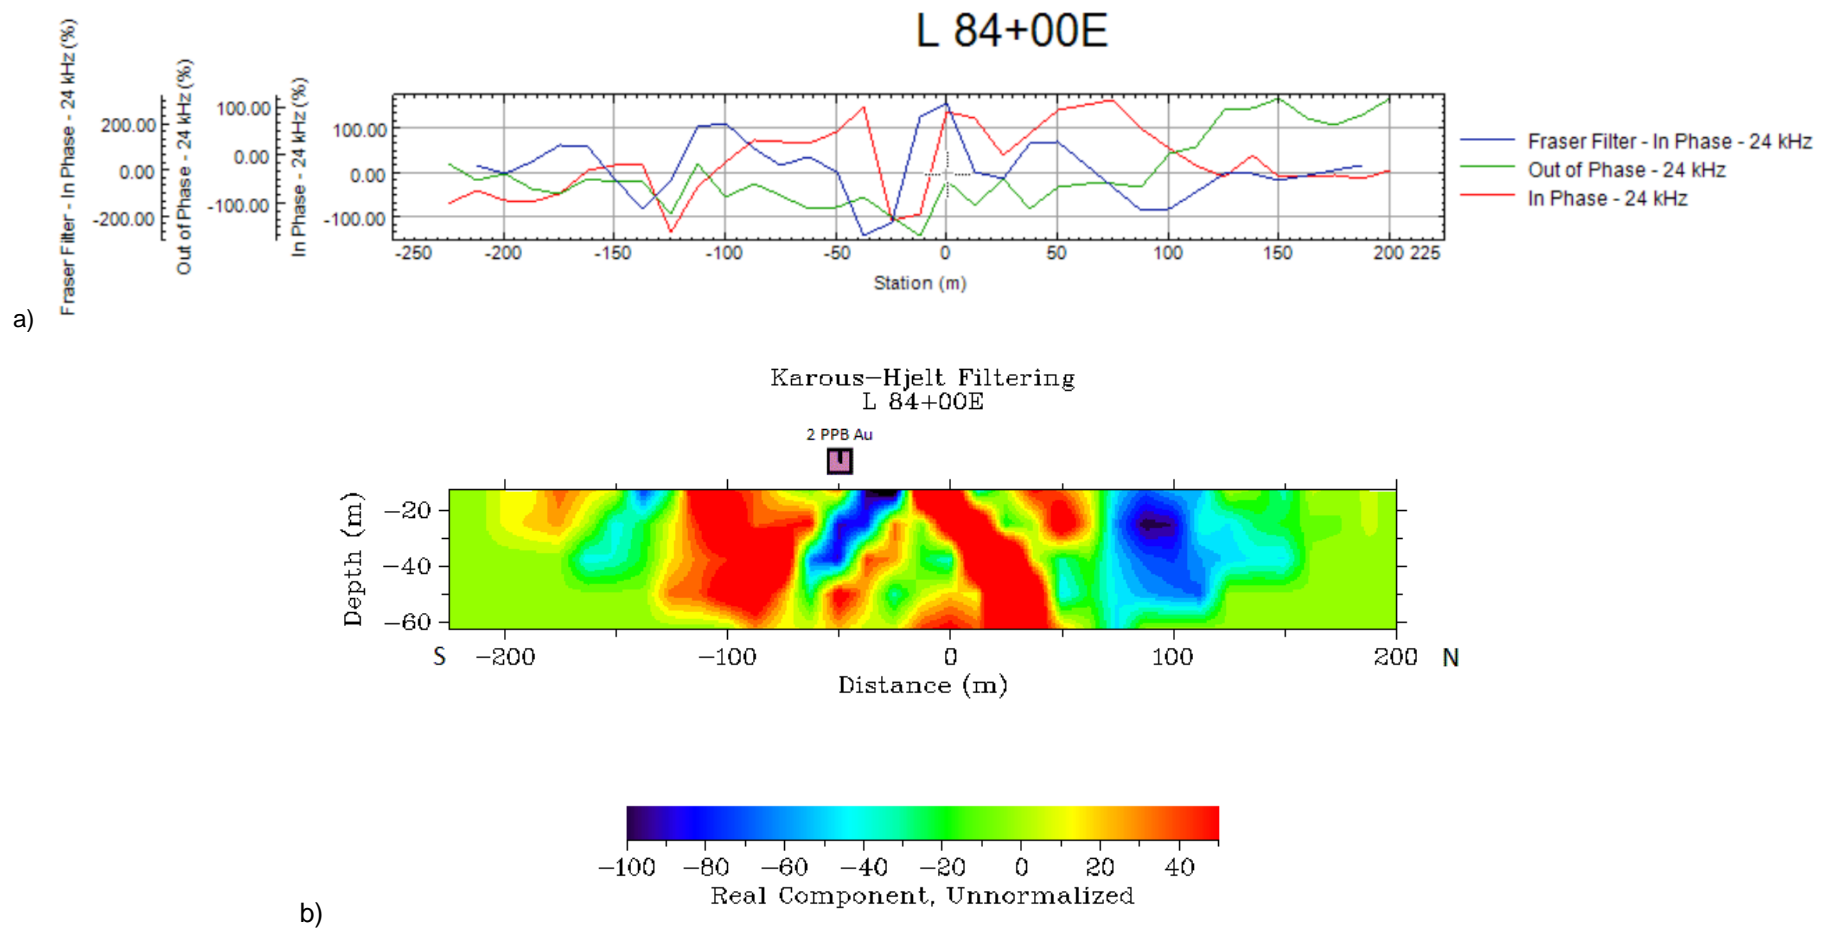 L 84+00E
Fraser Filter - In Phase - 24 kHz (%)
200.00
0.00
-200.00
Out of Phase - 24 kHz (%)
100.00
0.00
-100.00
In Phase - 24 kHz (%)
100.00
0.00
-100.00
-250 -200 -150 -100 -50 0 50 100 150 200 225
Station (m)
Fraser Filter - In Phase - 24 kHz
Out of Phase - 24 kHz
In Phase - 24 kHz
a)
Karous-Hjelt Filtering
L 84+00E
2 PPB Au
Depth (m)
-20
-40
-60
S -200 -100 0 100 200 N
Distance (m)
-100 -80 -60 -40 -20 0 20 40
Real Component, Unnormalized
b)